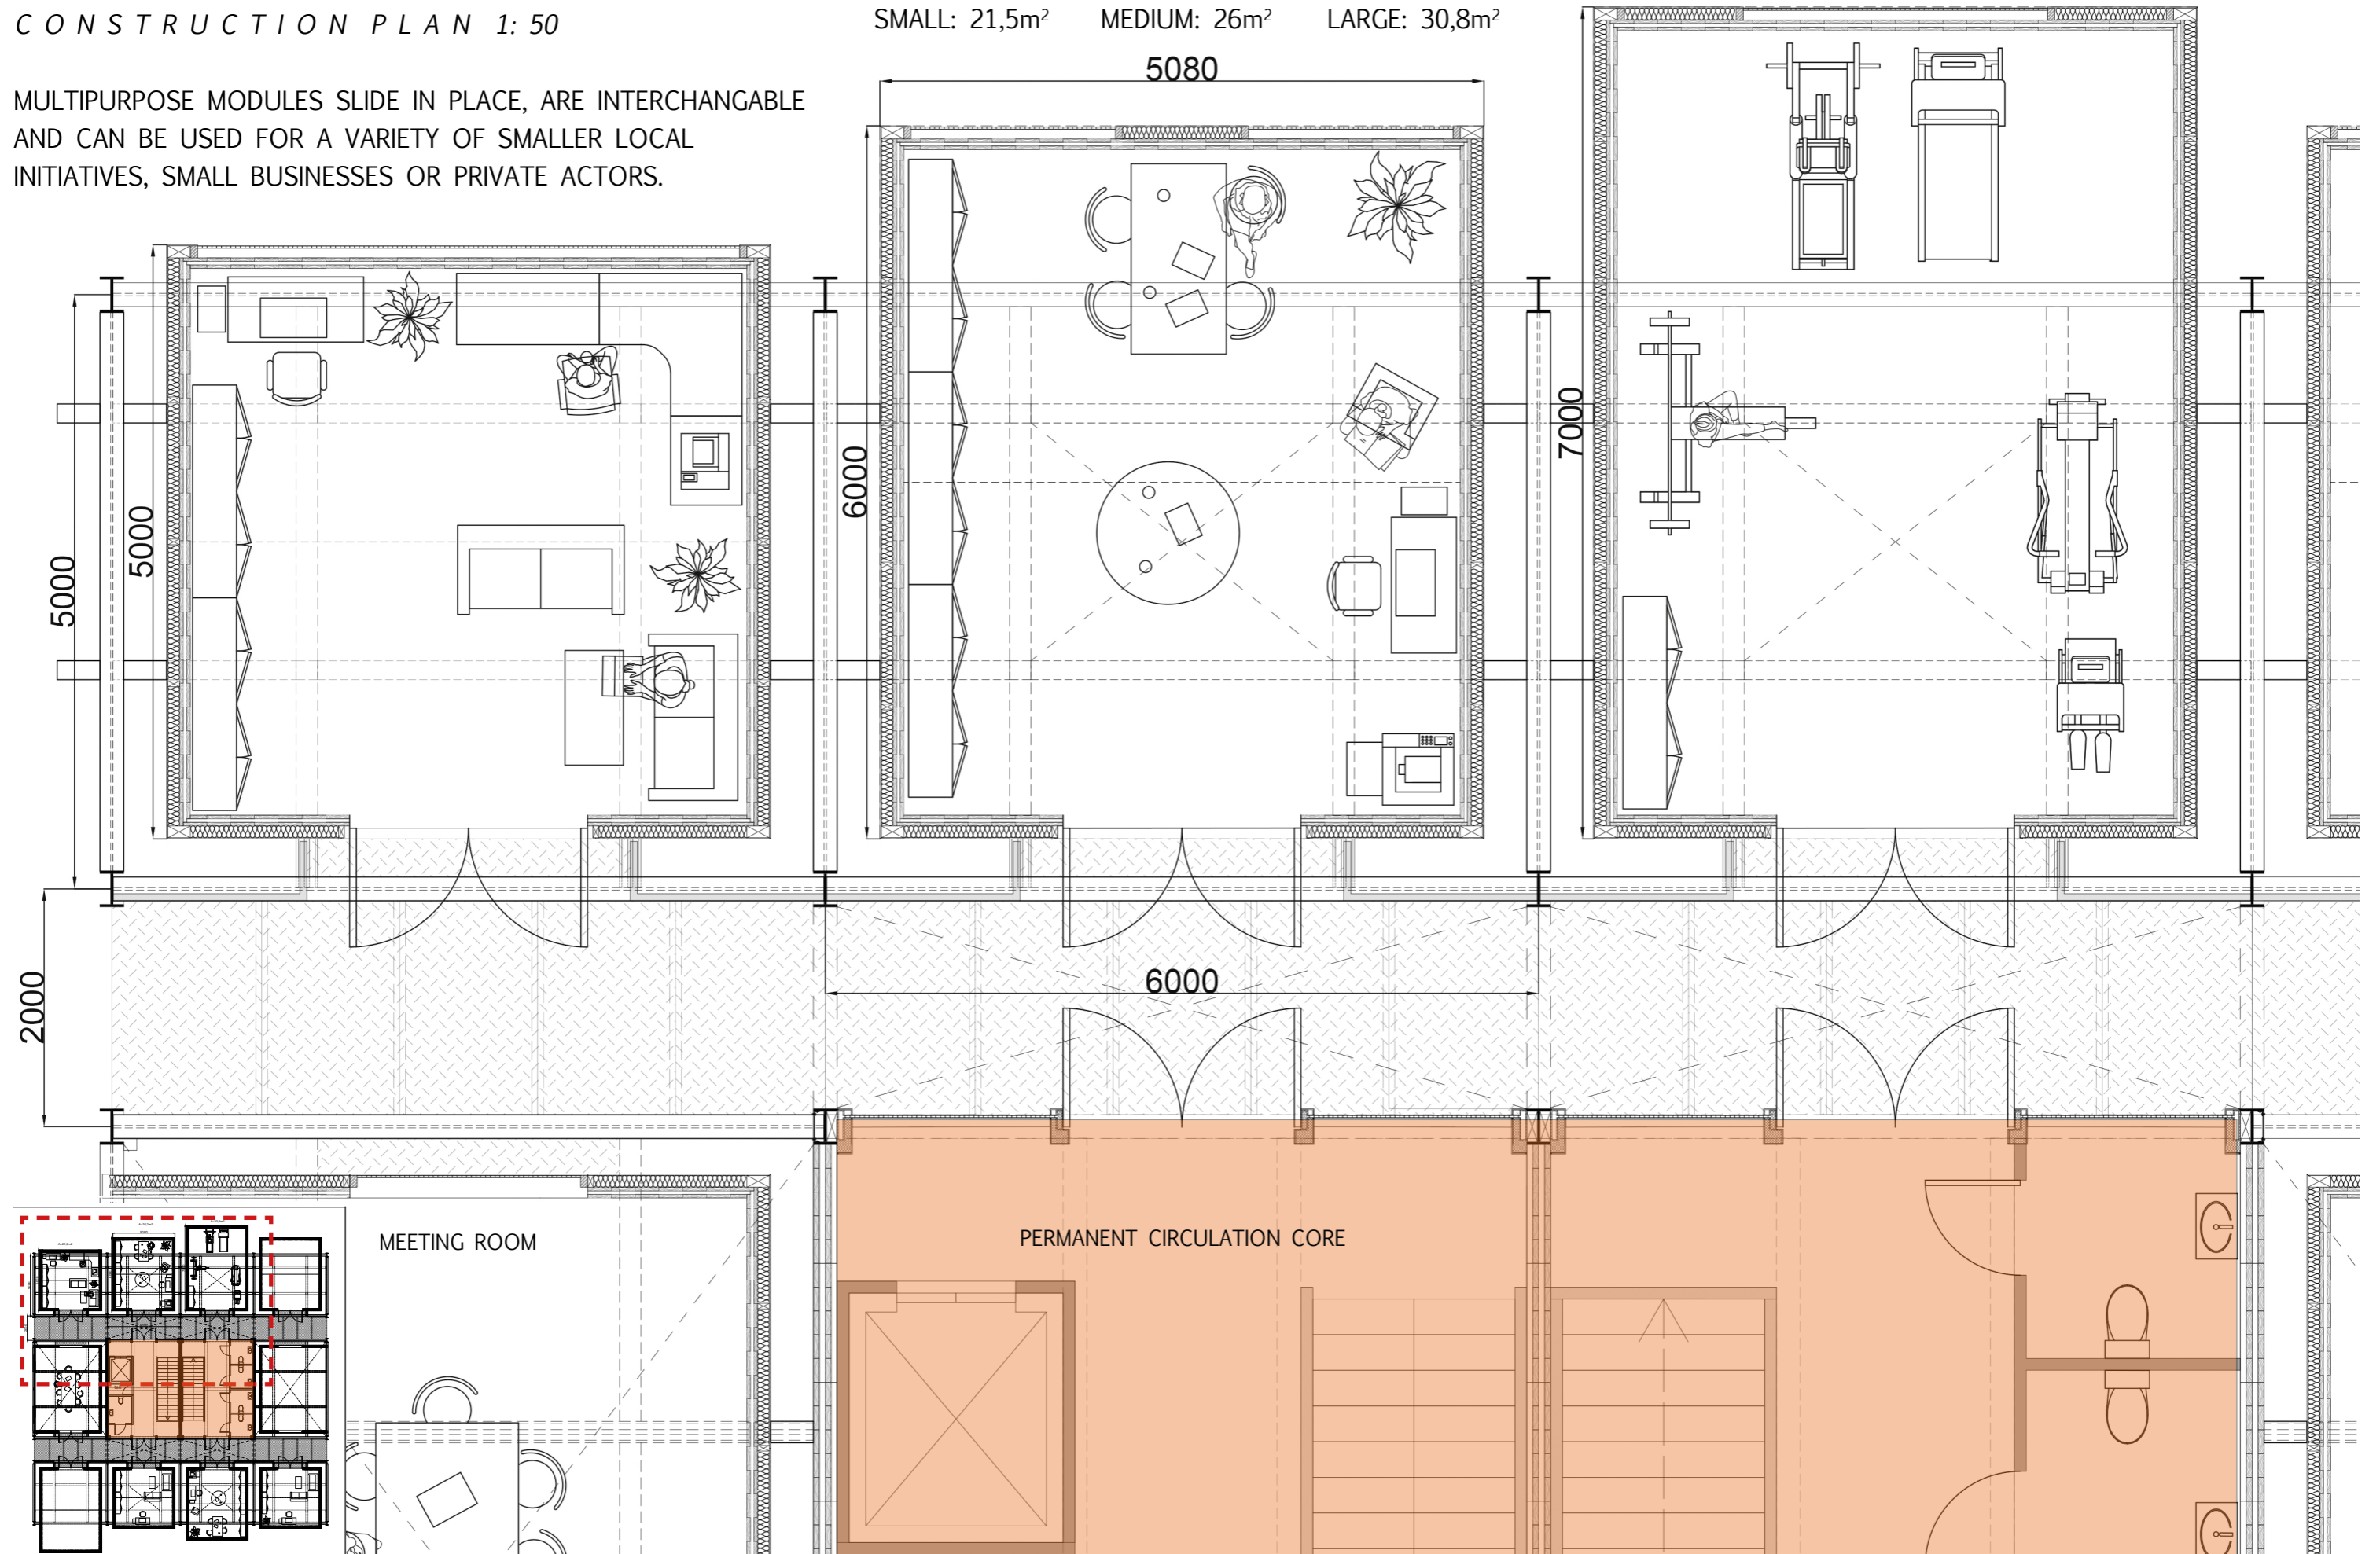 CONSTRUCTION PLAN 1: 50
SMALL: 21,5m² MEDIUM: 26m² LARGE: 30,8m²
MULTIPURPOSE MODULES SLIDE IN PLACE, ARE INTERCHANGABLE
AND CAN BE USED FOR A VARIETY OF SMALLER LOCAL
INITIATIVES, SMALL BUSINESSES OR PRIVATE ACTORS.
5080
5000
5000
6000
7000
2000
6000
MEETING ROOM
PERMANENT CIRCULATION CORE